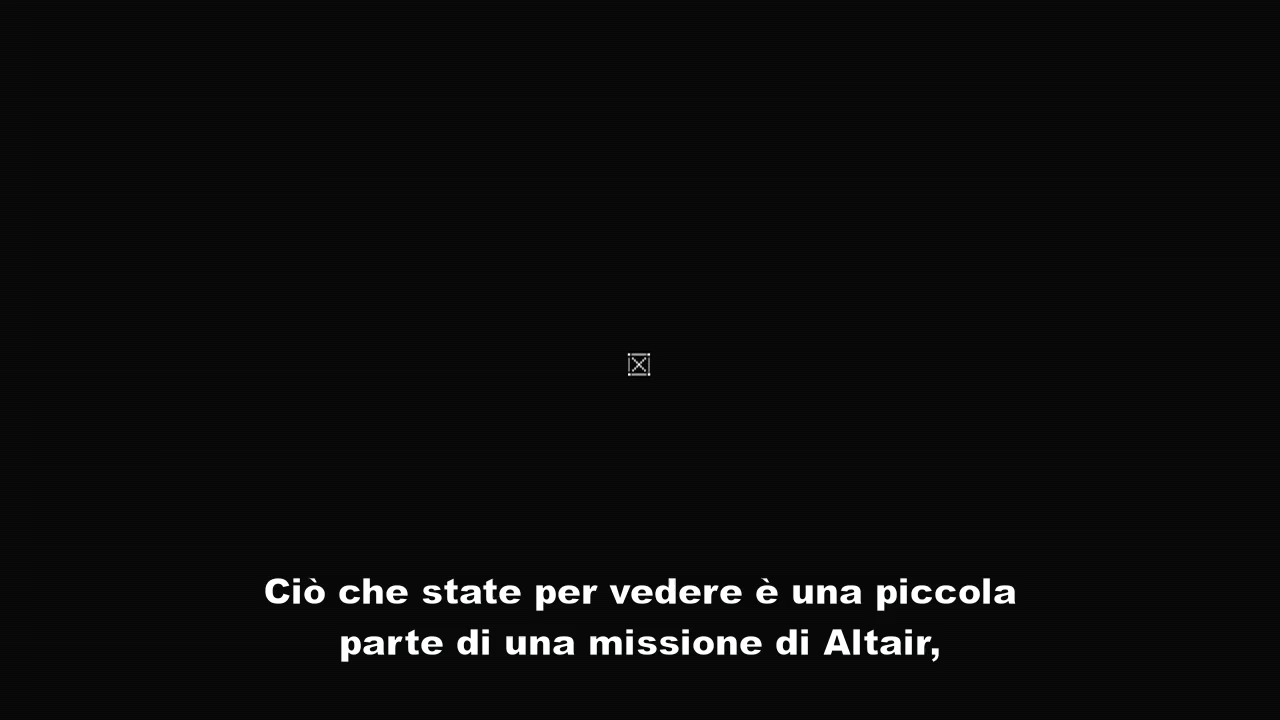 Ciò che state per vedere è una piccola
parte di una missione di Altair,